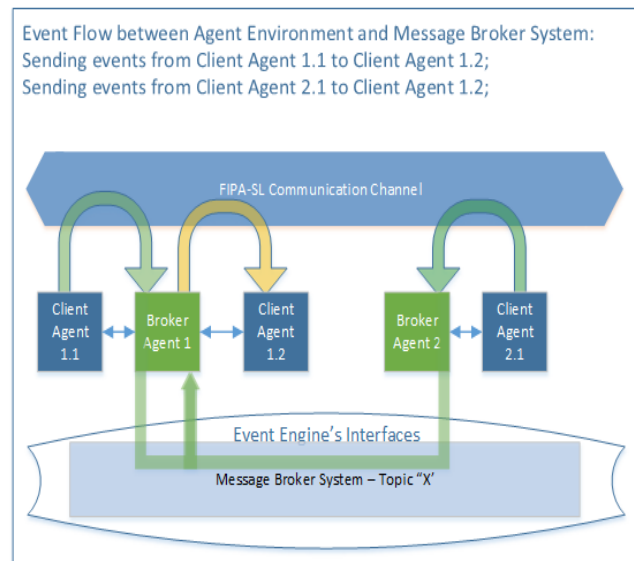 Event Flow between Agent Environment and Message Broker System:
Sending events from Client Agent 1.1 to Client Agent 1.2;
Sending events from Client Agent 2.1 to Client Agent 1.2;
FIPA-SL Communication Channel
Client
Agent
1.1
Broker
Agent 1
Client
Agent
1.2
Broker
Agent 2
Client
Agent
2.1
Event Engine's Interfaces
Message Broker System – Topic "X'